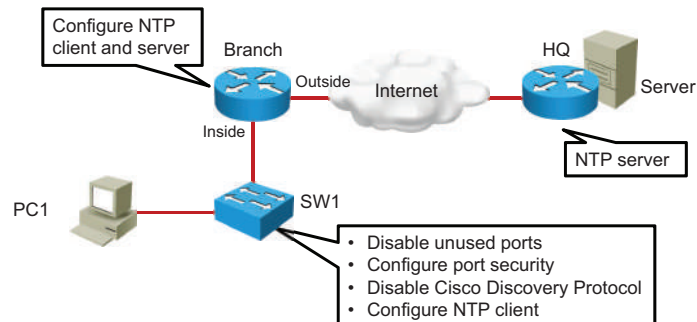 Configure NTP
client and server
Branch
HQ
Outside
Internet
Server
Inside
NTP server
PC1
SW1
• Disable unused ports
• Configure port security
• Disable Cisco Discovery Protocol
• Configure NTP client